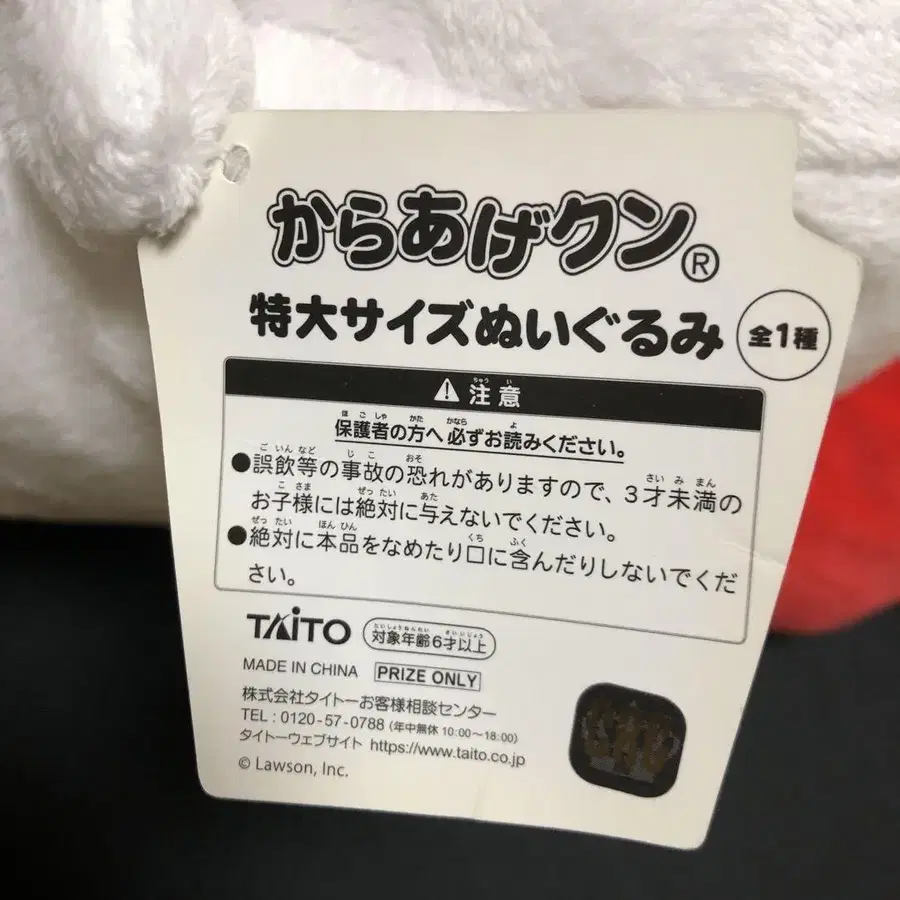 からあげクン®
特大サイズぬいぐるみ 全1種
⚠注意
保護者の方へ必ずお読みください。
●誤飲等の事故の恐れがありますので、3才未満の
お子様には絶対に与えないでください。
●絶対に本品をなめたり口に含んだりしないでくだ
さい。
TAITO 対象年齢6才以上
MADE IN CHINA PRIZE ONLY
株式会社タイトーお客様相談センター
TEL:0120-57-0788(年中無休 10:00~18:00)
タイトーウェブサイト https://www.taito.co.jp
© Lawson, Inc.